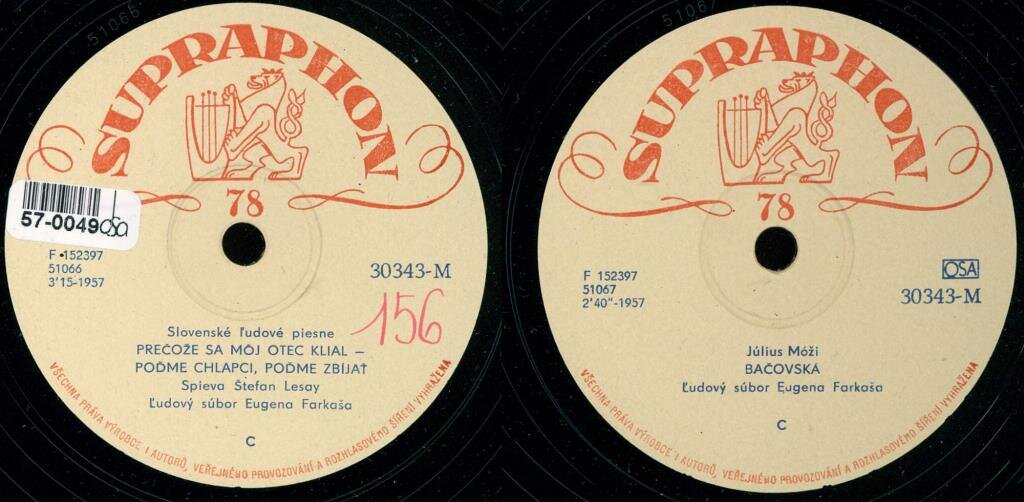 51066
SUPRAPHON
78
57-0049 osa
F 152397
51066
3'15-1957
30343-M
156
Slovenské ľudové piesne
PREČOŽE SA MÔJ OTEC KLIAL –
POĎME CHLAPCI, POĎME ZBÍJAŤ
Spieva Štefan Lesay
Ľudový súbor Eugena Farkaša
C
VŠECHNA PRÁVA VÝROBCE I AUTORŮ, VEŘEJNÉHO PROVOZOVÁNÍ A ROZHLASOVÉHO ŠÍŘENÍ VYHRAŽENA
51067
SUPRAPHON
78
F 152397
51067
2'40"-1957
OSA
30343-M
Július Móži
BAČOVSKÁ
Ľudový súbor Eugena Farkaša
C
VŠECHNA PRÁVA VÝROBCE I AUTORŮ, VEŘEJNÉHO PROVOZOVÁNÍ A ROZHLASOVÉHO ŠÍŘENÍ VYHRAŽENA